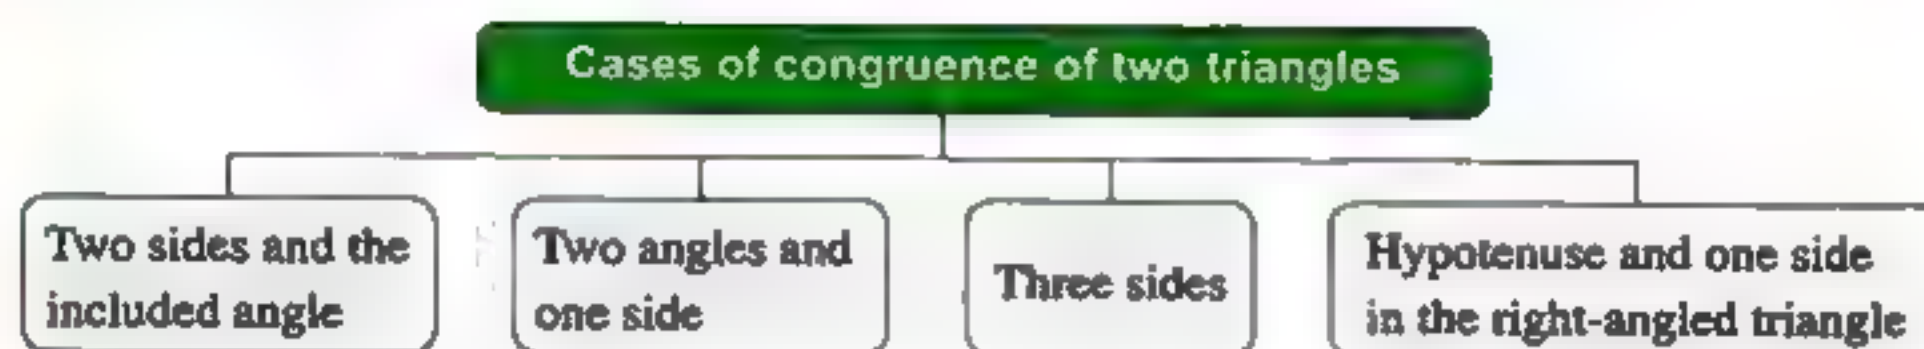 Cases of congruence of two triangles
Two sides and the
included angle
Two angles and
one side
Three sides
Hypotenuse and one side
in the right-angled triangle